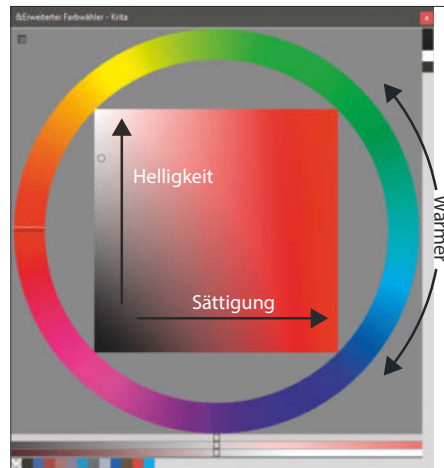 &Erweiterter Farbwähler - Krita
x
Helligkeit
Sättigung
Wärmer